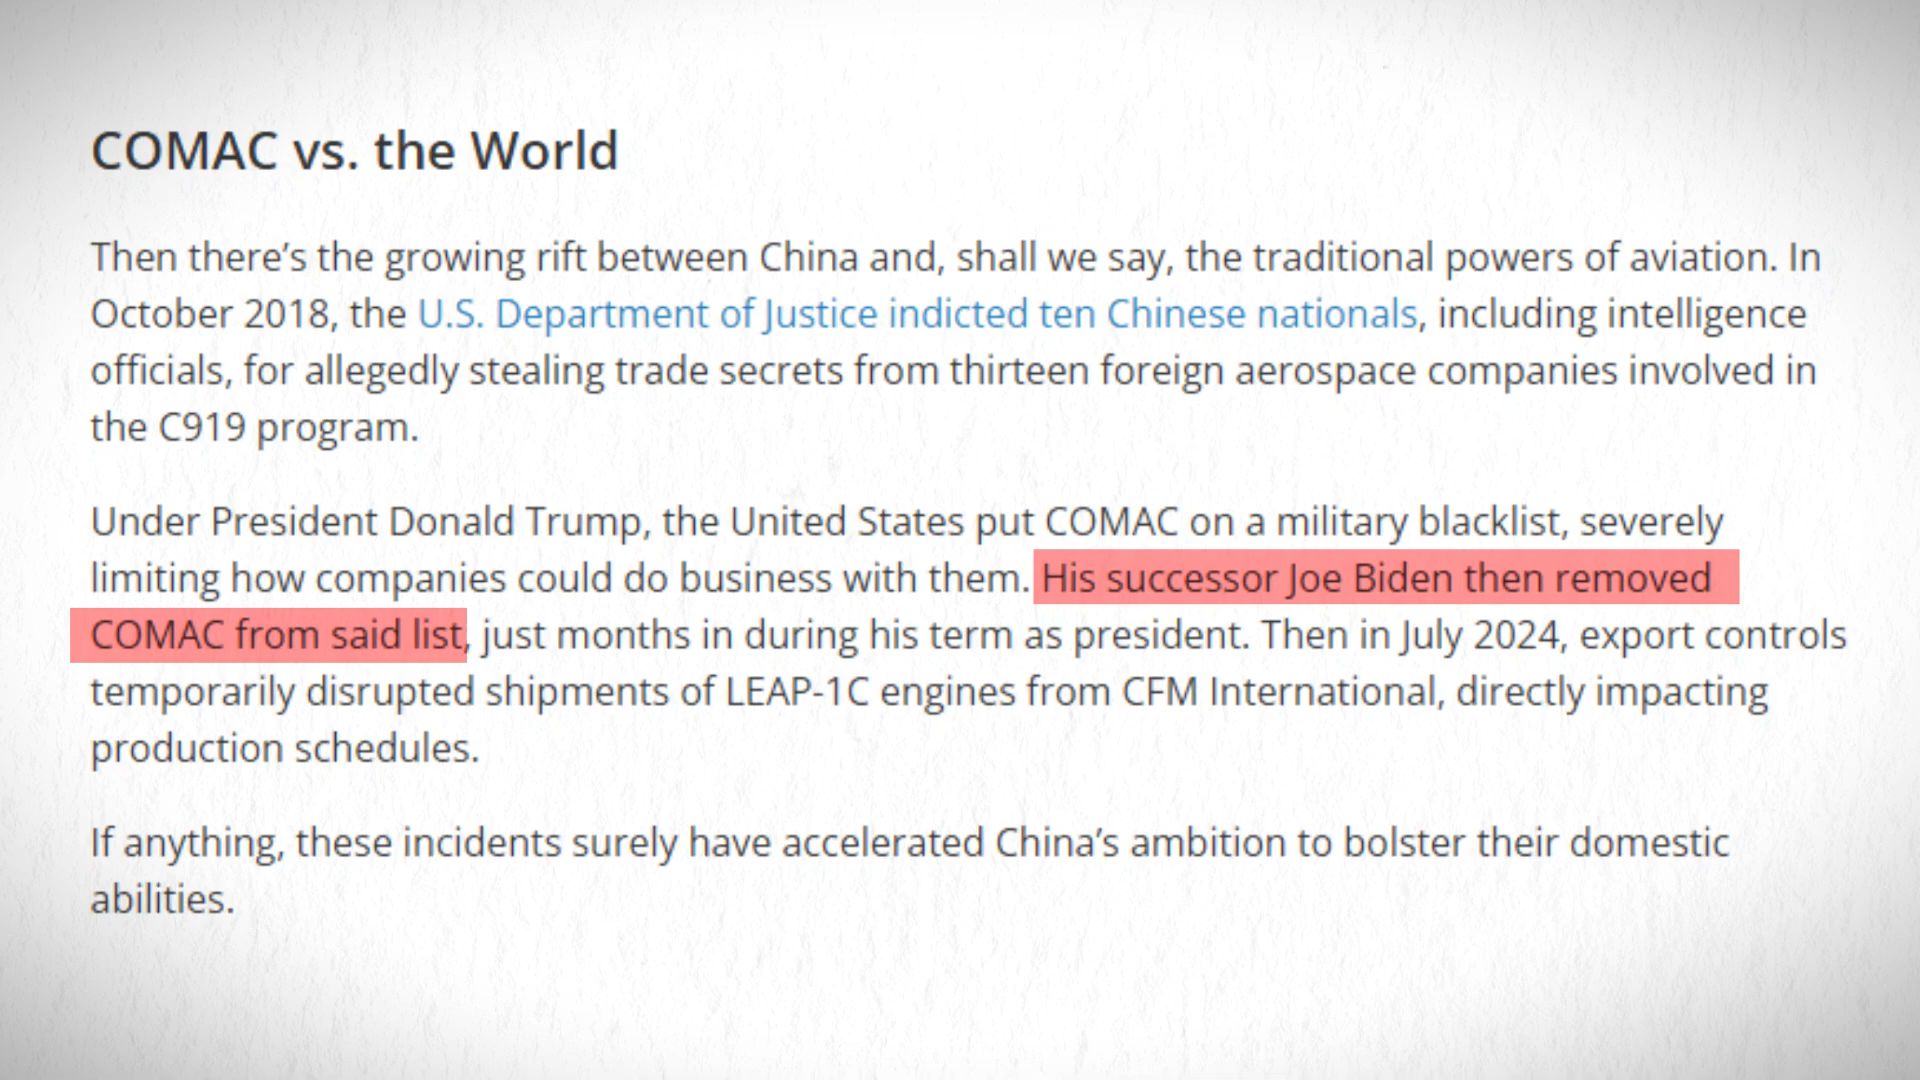 COMAC vs. the World
Then there’s the growing rift between China and, shall we say, the traditional powers of aviation. In
October 2018, the U.S. Department of Justice indicted ten Chinese nationals, including intelligence
officials, for allegedly stealing trade secrets from thirteen foreign aerospace companies involved in
the C919 program.
Under President Donald Trump, the United States put COMAC on a military blacklist, severely
limiting how companies could do business with them. His successor Joe Biden then removed
COMAC from said list, just months in during his term as president. Then in July 2024, export controls
temporarily disrupted shipments of LEAP-1C engines from CFM International, directly impacting
production schedules.
If anything, these incidents surely have accelerated China’s ambition to bolster their domestic
abilities.